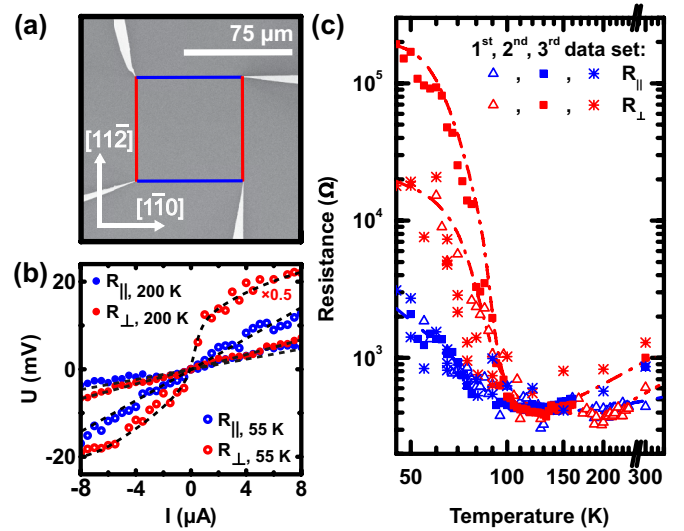 (a)
75 µm
[112̄]
[11̄0]
(b)
20
0
-20
U (mV)
R||, 200 K
R⊥, 200 K
×0.5
R||, 55 K
R⊥, 55 K
-8
-4
0
4
8
I (µA)
(c)
1st, 2nd, 3rd data set:
, , R||
, , R⊥
10⁵
10⁴
10³
Resistance (Ω)
50
100
150
200
300
Temperature (K)